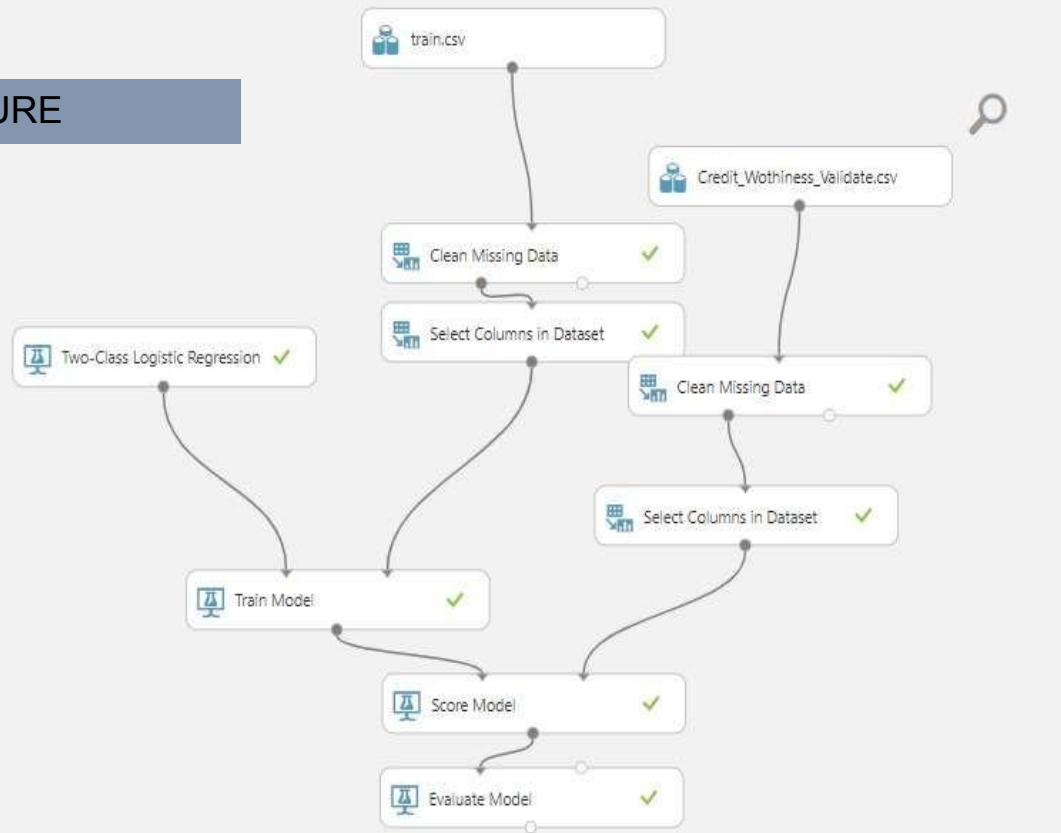 train.csv
URE
Credit_Wothiness_Validate.csv
Clean Missing Data
Select Columns in Dataset
Two-Class Logistic Regression
Clean Missing Data
Select Columns in Dataset
Train Model
Score Model
Evaluate Model